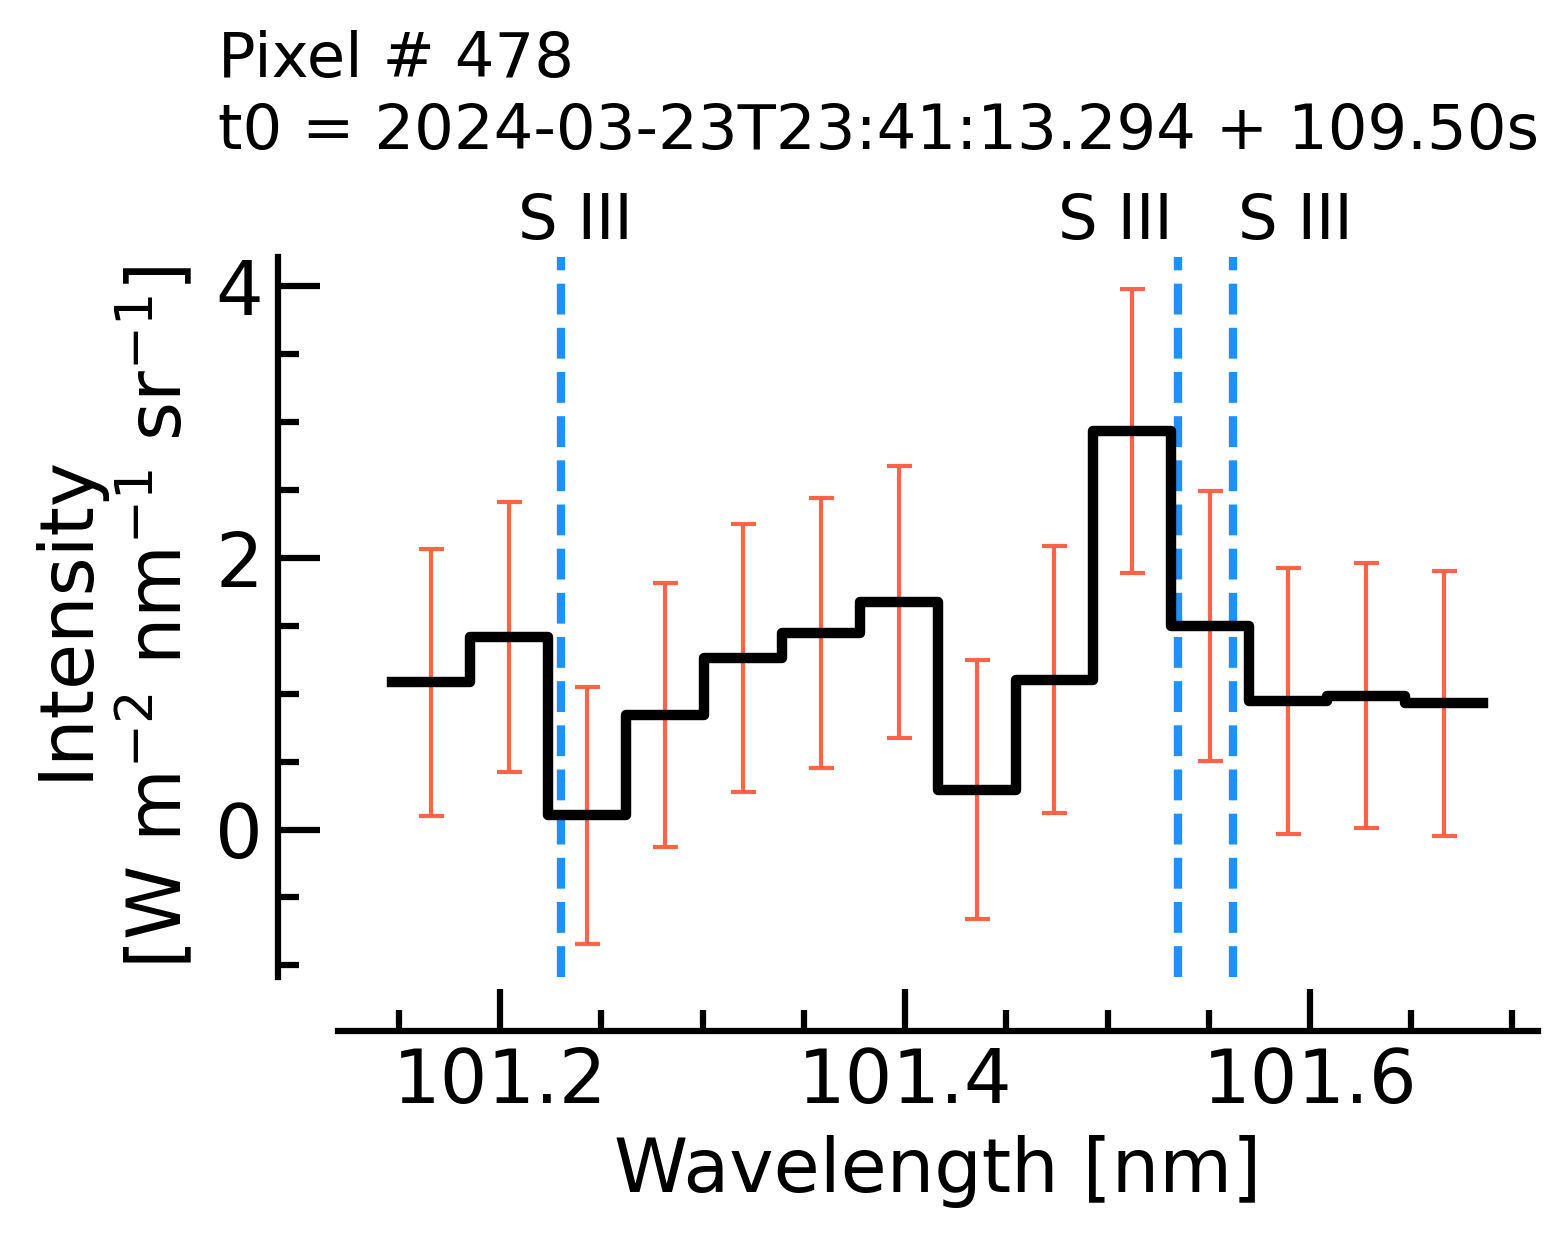 Pixel # 478
t0 = 2024-03-23T23:41:13.294 + 109.50s
S III S III S III
Intensity
[W m⁻² nm⁻¹ sr⁻¹]
4
2
0
101.2 101.4 101.6
Wavelength [nm]